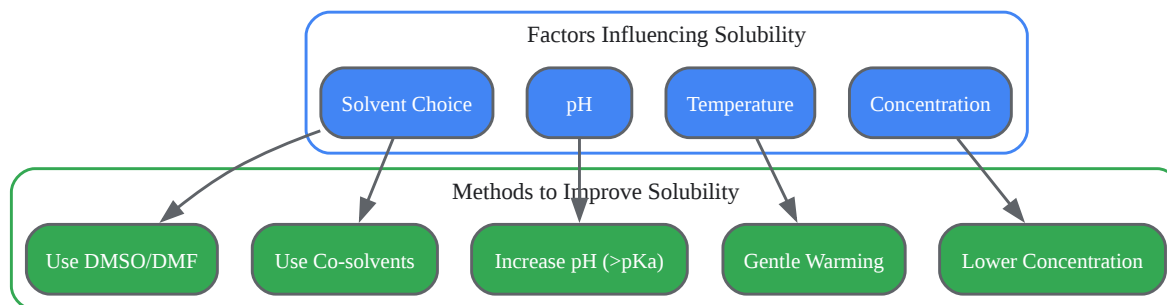 Factors Influencing Solubility
Solvent Choice
pH
Temperature
Concentration
Methods to Improve Solubility
Use DMSO/DMF
Use Co-solvents
Increase pH (>pKa)
Gentle Warming
Lower Concentration